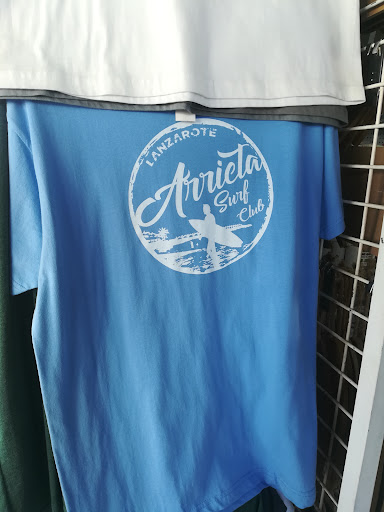 LANZAROTE
Arrieta
Surf
Club